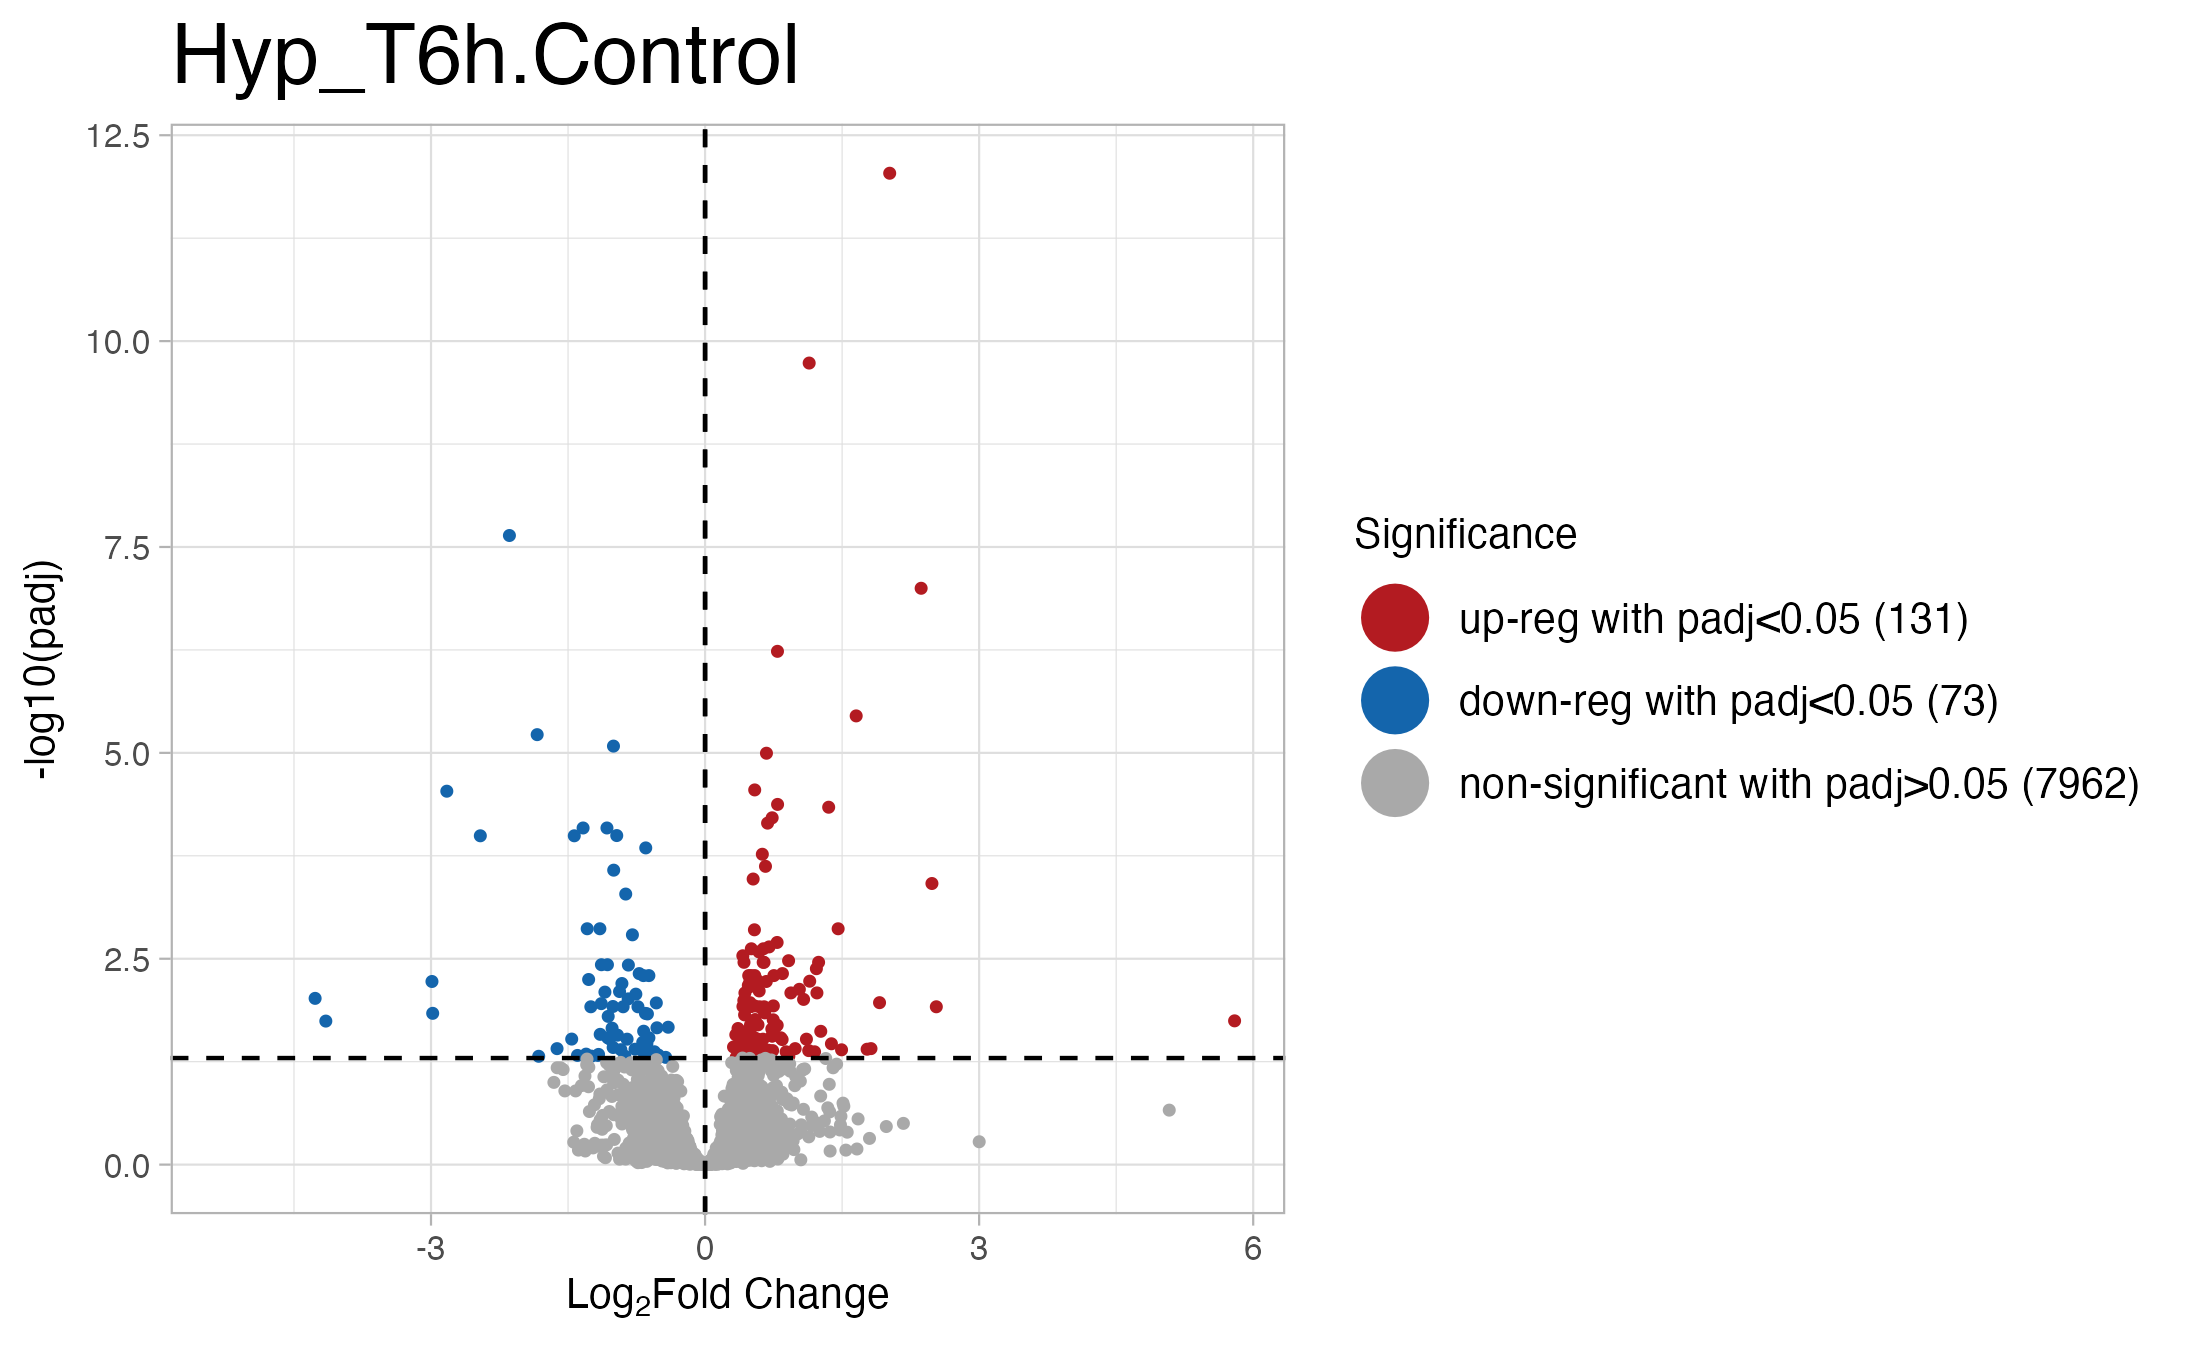 Hyp_T6h.Control
12.5
10.0
7.5
5.0
2.5
0.0
-log10(padj)
-3
0
3
6
Log₂Fold Change
Significance
up-reg with padj<0.05 (131)
down-reg with padj<0.05 (73)
non-significant with padj>0.05 (7962)